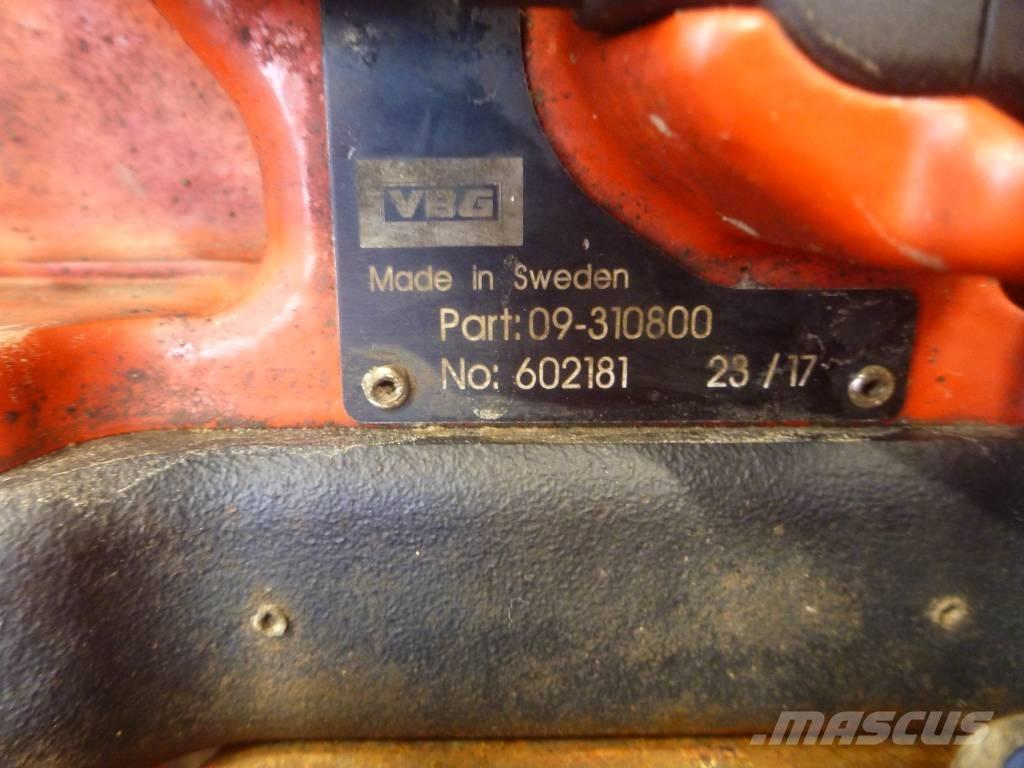 VBG
Made in Sweden
Part: 09-310800
No: 602181 23/17
MASCUS